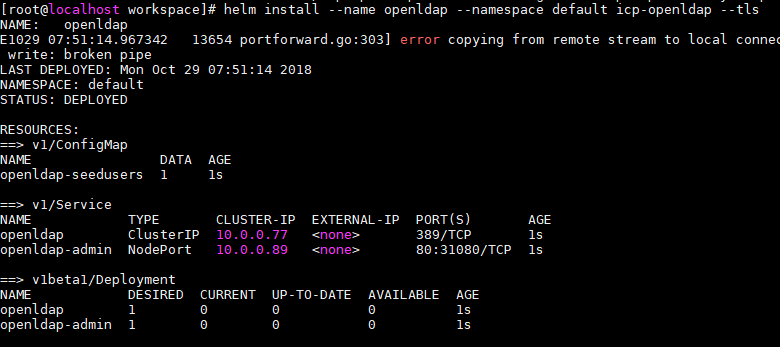 [root@localhost workspace]# helm install --name openldap --namespace default icp-openldap --tls
NAME:   openldap
E1029 07:51:14.967342   13654 portforward.go:303] error copying from remote stream to local connec
 write: broken pipe
LAST DEPLOYED: Mon Oct 29 07:51:14 2018
NAMESPACE: default
STATUS: DEPLOYED
RESOURCES:
==> v1/ConfigMap
NAME                DATA  AGE
openldap-seedusers  1     1s
==> v1/Service
NAME            TYPE       CLUSTER-IP  EXTERNAL-IP  PORT(S)       AGE
openldap        ClusterIP  10.0.0.77   <none>       389/TCP       1s
openldap-admin  NodePort   10.0.0.89   <none>       80:31080/TCP  1s
==> v1beta1/Deployment
NAME            DESIRED  CURRENT  UP-TO-DATE  AVAILABLE  AGE
openldap        1        0        0           0          1s
openldap-admin  1        0        0           0          1s